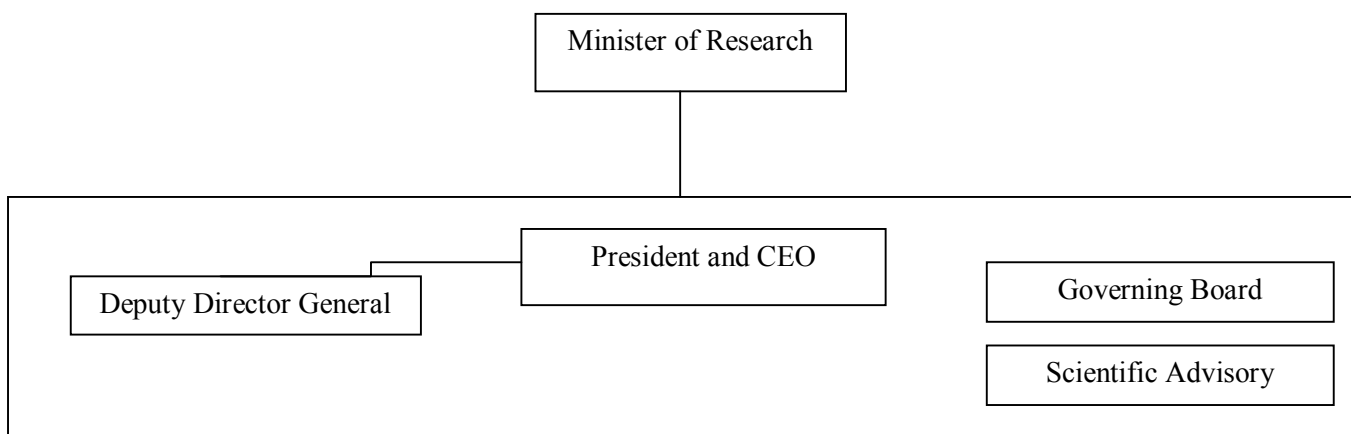 Minister of Research
President and CEO
Deputy Director General
Governing Board
Scientific Advisory